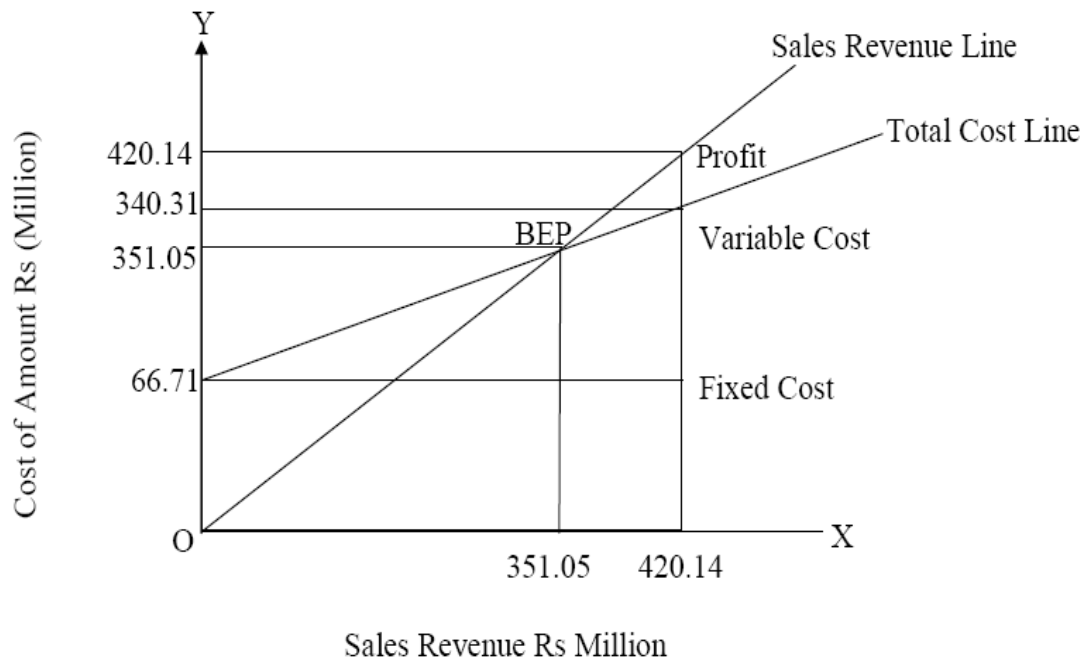 Y
Sales Revenue Line
Total Cost Line
420.14
Profit
340.31
BEP
Variable Cost
351.05
66.71
Fixed Cost
Cost of Amount Rs (Million)
O
X
351.05
420.14
Sales Revenue Rs Million